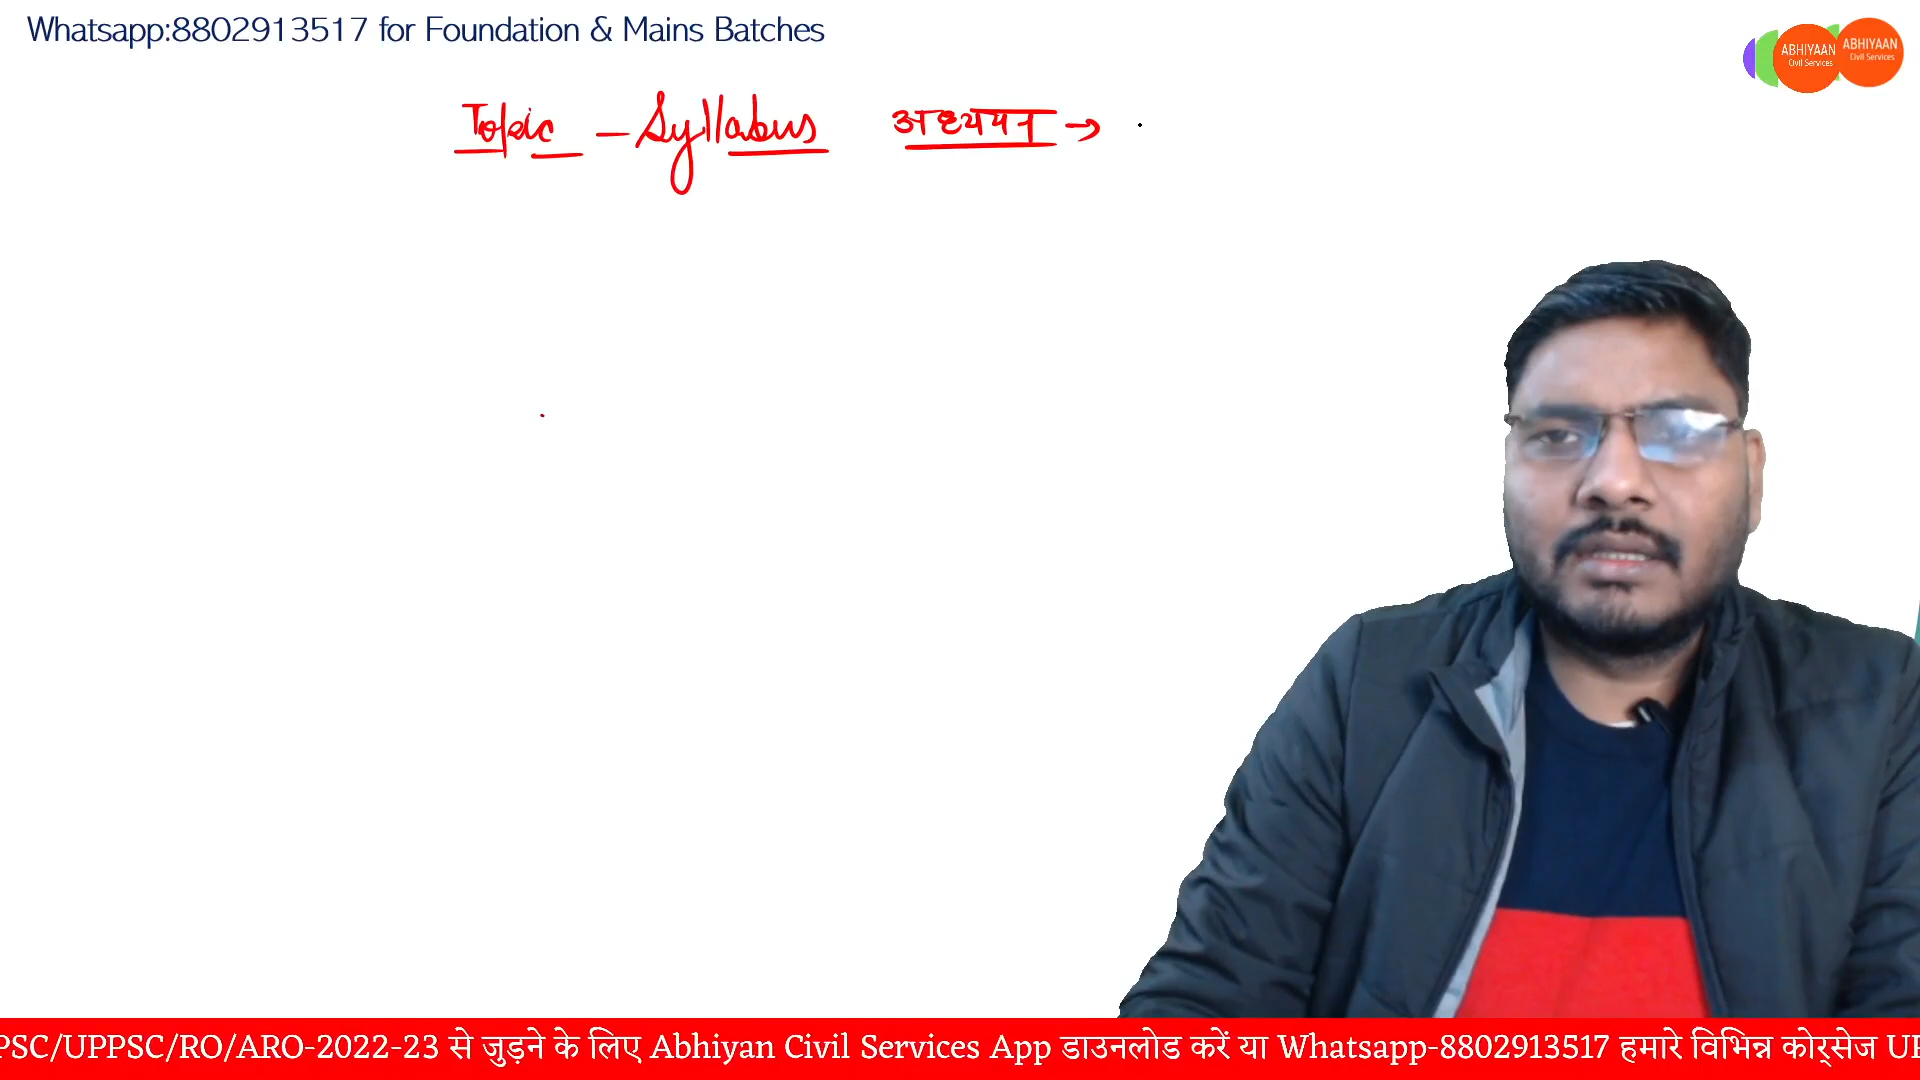 Whatsapp:8802913517 for Foundation & Mains Batches
ABHIYAAN
Civil Services
ABHIYAAN
Civil Services
Topic - Syllabus अध्ययन →
PSC/UPPSC/RO/ARO-2022-23 से जुड़ने के लिए Abhiyan Civil Services App डाउनलोड करें या Whatsapp-8802913517 हमारे विभिन्न कोर्सेज UP